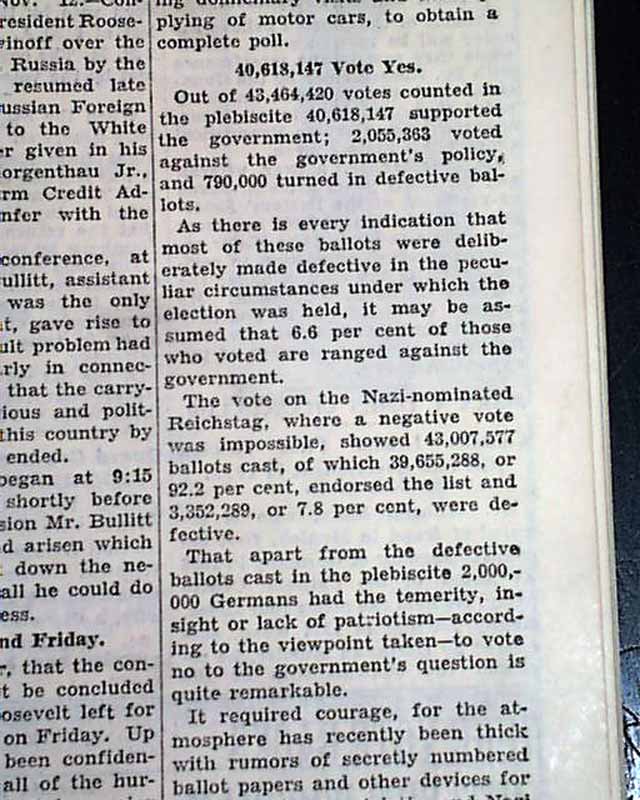 Nov. 12.—Con-
resident Roose-
inoff over the
Russia by the
resumed late
ussian Foreign
to the White
er given in his
orgenthau Jr.,
rm Credit Ad-
nfer with the
conference, at
ullitt, assistant
was the only
t, gave rise to
ult problem had
rly in connec-
that the carry-
ious and polit-
this country by
ended.
began at 9:15
shortly before
sion Mr. Bullitt
d arisen which
down the ne-
all he could do
ess.
nd Friday.
r, that the con-
t be concluded
osevelt left for
on Friday. Up
been confiden-
all of the hur-
plying of motor cars, to obtain a
complete poll.
40,618,147 Vote Yes.
Out of 43,464,420 votes counted in
the plebiscite 40,618,147 supported
the government; 2,055,363 voted
against the government's policy,
and 790,000 turned in defective bal-
lots.
As there is every indication that
most of these ballots were delib-
erately made defective in the pecu-
liar circumstances under which the
election was held, it may be as-
sumed that 6.6 per cent of those
who voted are ranged against the
government.
The vote on the Nazi-nominated
Reichstag, where a negative vote
was impossible, showed 43,007,577
ballots cast, of which 39,655,288, or
92.2 per cent, endorsed the list and
3,352,289, or 7.8 per cent, were de-
fective.
That apart from the defective
ballots cast in the plebiscite 2,000,-
000 Germans had the temerity, in-
sight or lack of patriotism—accord-
ing to the viewpoint taken—to vote
no to the government's question is
quite remarkable.
It required courage, for the at-
mosphere has recently been thick
with rumors of secretly numbered
ballot papers and other devices for